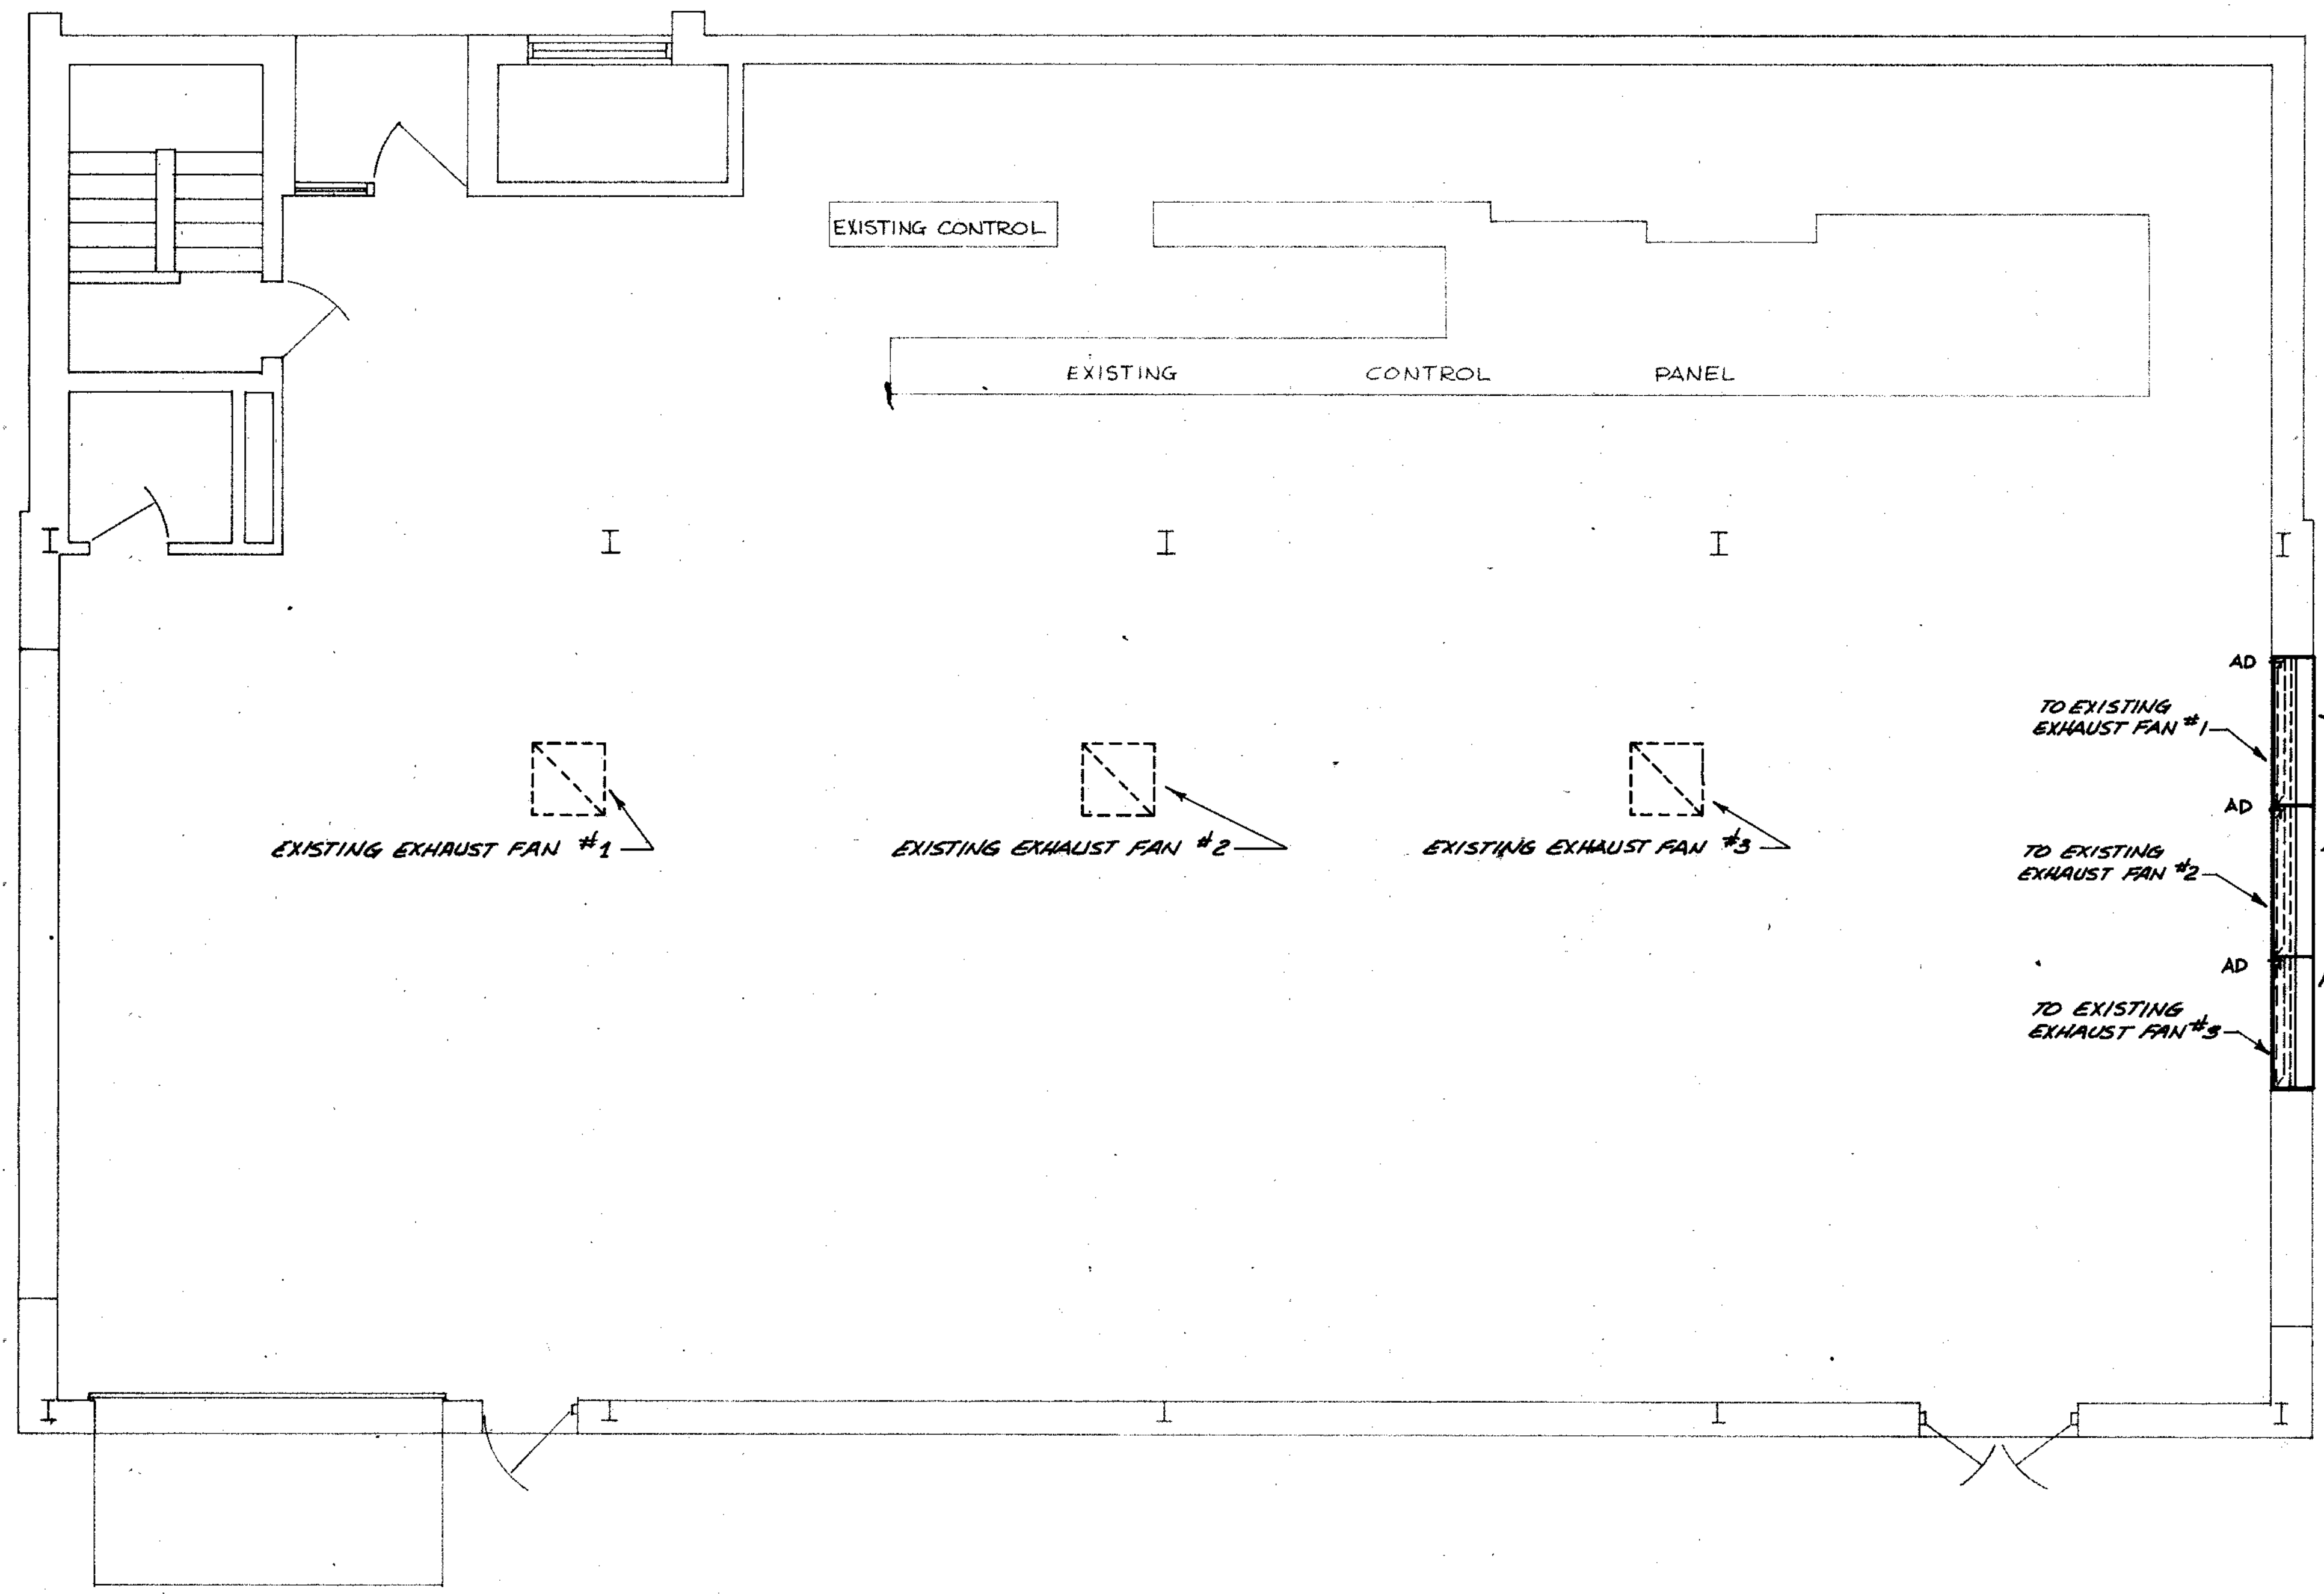 EXISTING CONTROL
EXISTING CONTROL PANEL
AD
TO EXISTING
EXHAUST FAN #1
AD
EXISTING EXHAUST FAN #1
EXISTING EXHAUST FAN #2
EXISTING EXHAUST FAN #3
TO EXISTING
EXHAUST FAN #2
AD
TO EXISTING
EXHAUST FAN #3